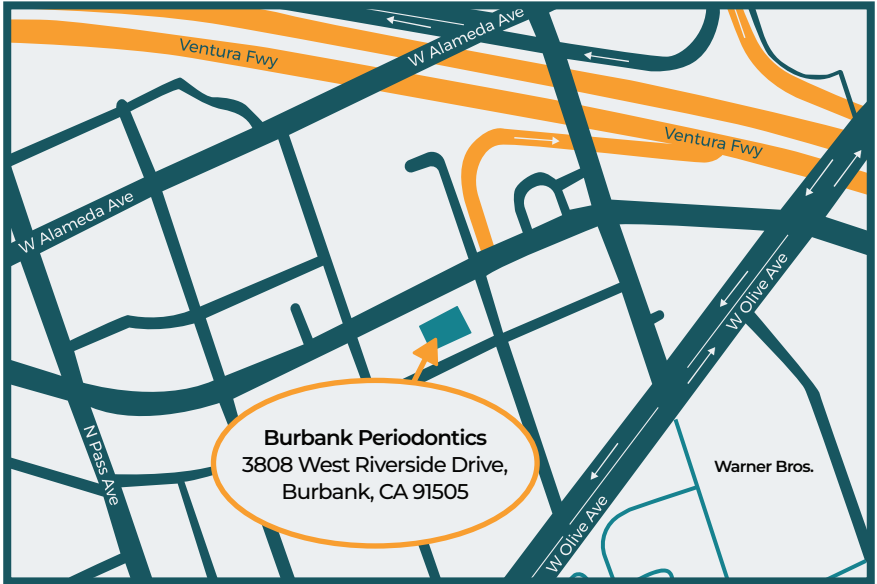 W Alameda Ave
Ventura Fwy
Ventura Fwy
W Alameda Ave
W Olive Ave
N Pass Ave
Burbank Periodontics
3808 West Riverside Drive,
Burbank, CA 91505
Warner Bros.
W Olive Ave